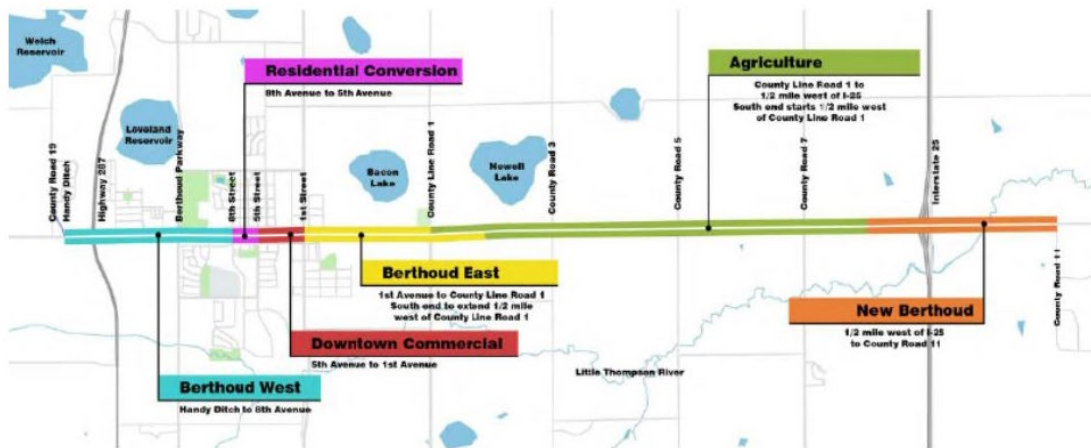 Welch
Reservoir
Residential Conversion
8th Avenue to 5th Avenue
Agriculture
County Line Road 1 to
1/2 mile west of I-25
South end starts 1/2 mile west
of County Line Road 1
Loveland
Reservoir
Bacon
Lake
Newell
Lake
County Road 19
Handy Ditch
Highway 287
Berthoud Parkway
8th Street
5th Street
1st Street
County Line Road 1
County Road 3
County Road 5
County Road 7
Interstate 25
County Road 11
Berthoud East
1st Avenue to County Line Road 1
South end to extend 1/2 mile
west of County Line Road 1
New Berthoud
1/2 mile west of I-25
to County Road 11
Downtown Commercial
5th Avenue to 1st Avenue
Little Thompson River
Berthoud West
Handy Ditch to 8th Avenue